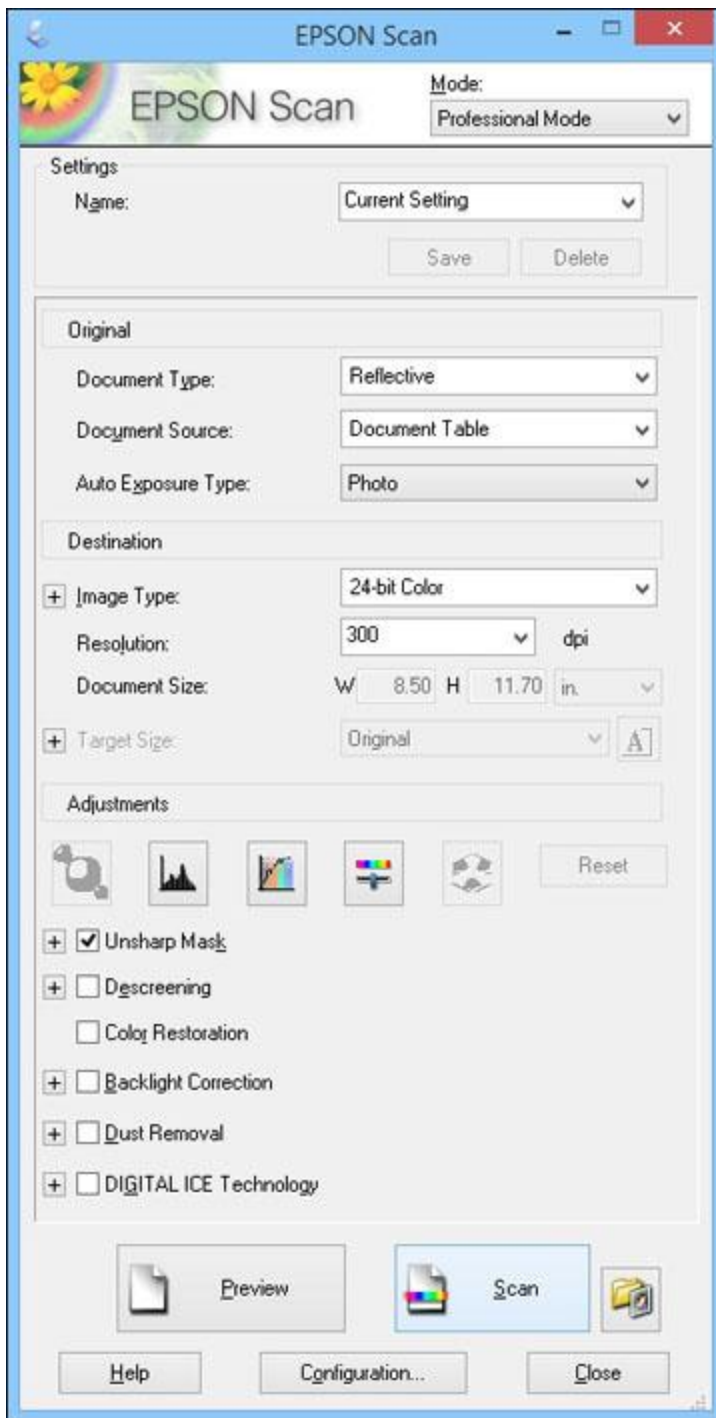 EPSON Scan
EPSON Scan
Mode:
Professional Mode
Settings
Name: Current Setting
Save Delete
Original
Document Type: Reflective
Document Source: Document Table
Auto Exposure Type: Photo
Destination
+ Image Type: 24-bit Color
Resolution: 300 dpi
Document Size: W 8.50 H 11.70 in.
+ Target Size: Original A
Adjustments
Reset
+ Unsharp Mask
+ Descreening
Color Restoration
+ Backlight Correction
+ Dust Removal
+ DIGITAL ICE Technology
Preview Scan
Help Configuration... Close